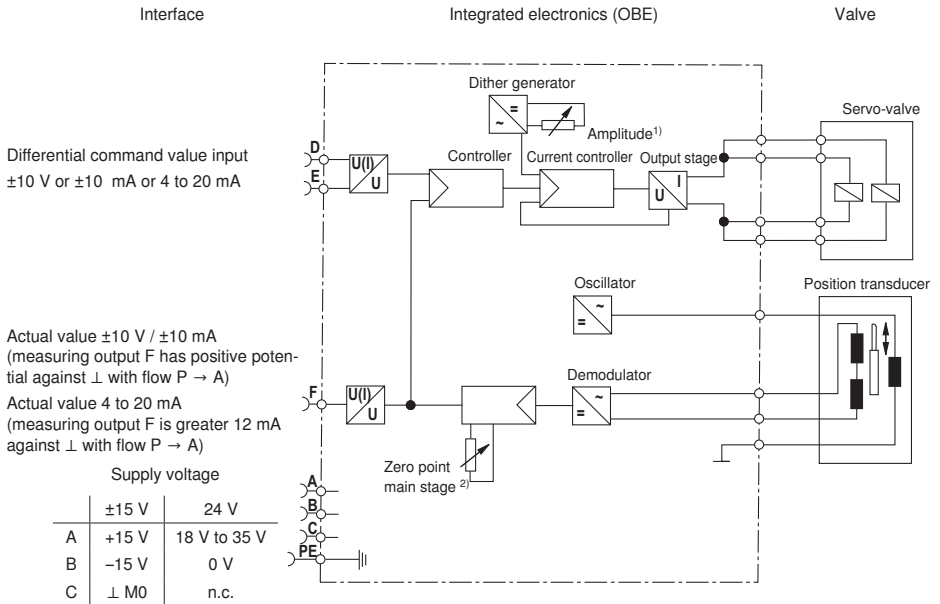 Interface
Integrated electronics (OBE)
Valve
Dither generator
=
~
Amplitude1)
Servo-valve
Differential command value input
±10 V or ±10 mA or 4 to 20 mA
D
E
U(I)
U
Controller
Current controller
Output stage
I
U
Oscillator
~
=
Position transducer
Actual value ±10 V / ±10 mA
(measuring output F has positive poten-
tial against ⊥ with flow P → A)
Actual value 4 to 20 mA
(measuring output F is greater 12 mA
against ⊥ with flow P → A)
F
U(I)
U
Demodulator
~
=
Zero point
main stage 2)
Supply voltage
±15 V 24 V
A +15 V 18 V to 35 V
B –15 V 0 V
C ⊥ M0 n.c.
A
B
C
PE